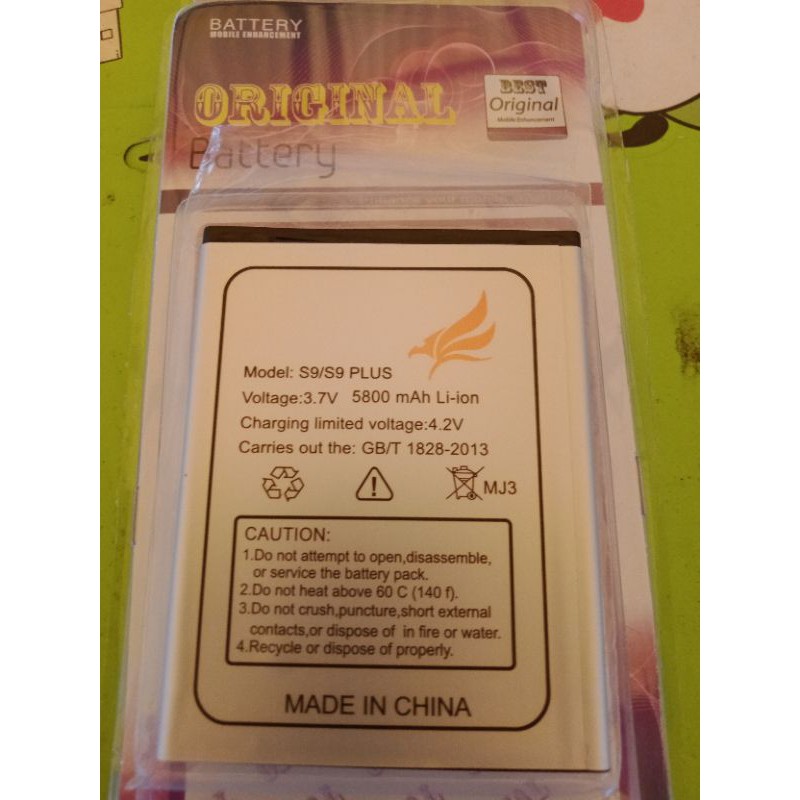 BATTERY
MOBILE ENHANCEMENT
ORIGINAL
Battery
BEST
Original
Mobile Enhancement
Model: S9/S9 PLUS
Voltage:3.7V 5800 mAh Li-ion
Charging limited voltage:4.2V
Carries out the: GB/T 1828-2013
MJ3
CAUTION:
1.Do not attempt to open,disassemble,
or service the battery pack.
2.Do not heat above 60 C (140 f).
3.Do not crush,puncture,short external
contacts,or dispose of in fire or water.
4.Recycle or dispose of properly.
MADE IN CHINA